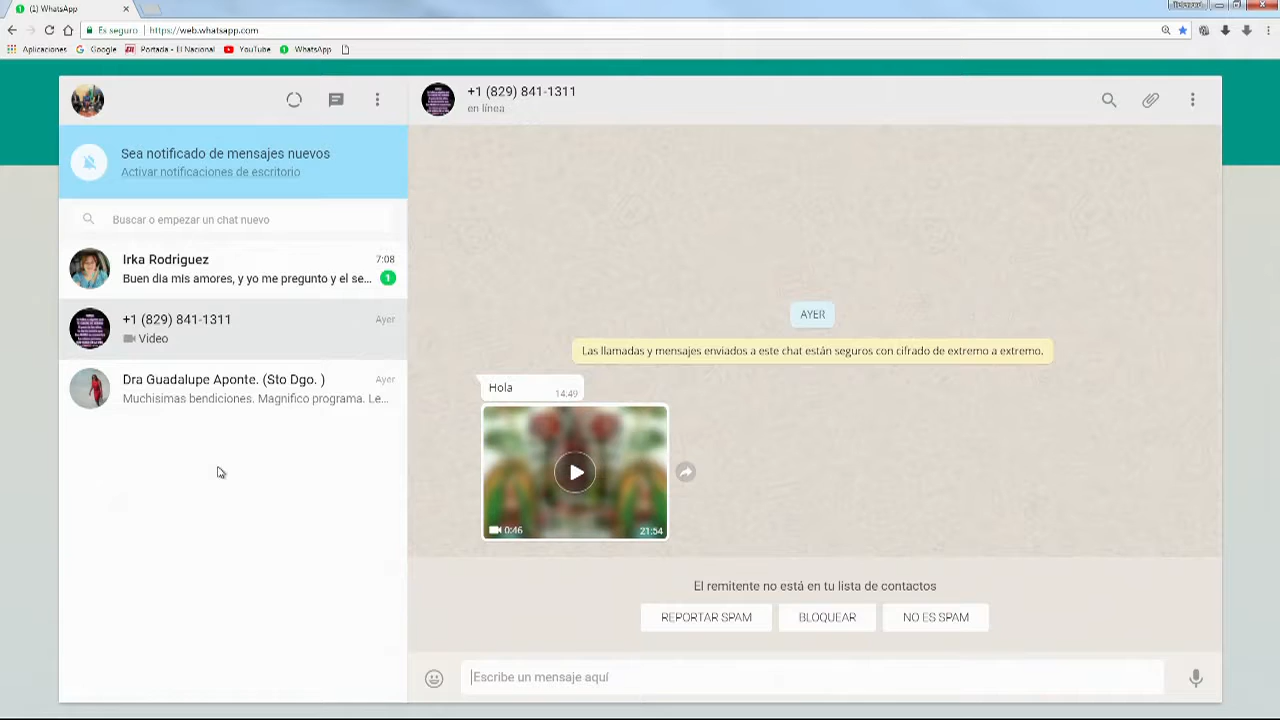 (1) WhatsApp
Es seguro | https://web.whatsapp.com
Aplicaciones Google Portada - El Nacional YouTube WhatsApp
+1 (829) 841-1311
en línea
Sea notificado de mensajes nuevos
Activar notificaciones de escritorio
Buscar o empezar un chat nuevo
Irka Rodriguez 7:08
Buen dia mis amores, y yo me pregunto y el se... 1
+1 (829) 841-1311 Ayer
Video
Dra Guadalupe Aponte. (Sto Dgo. ) Ayer
Muchisimas bendiciones. Magnifico programa. Le...
AYER
Las llamadas y mensajes enviados a este chat están seguros con cifrado de extremo a extremo.
Hola 14:49
0:46 21:54
El remitente no está en tu lista de contactos
REPORTAR SPAM BLOQUEAR NO ES SPAM
Escribe un mensaje aquí